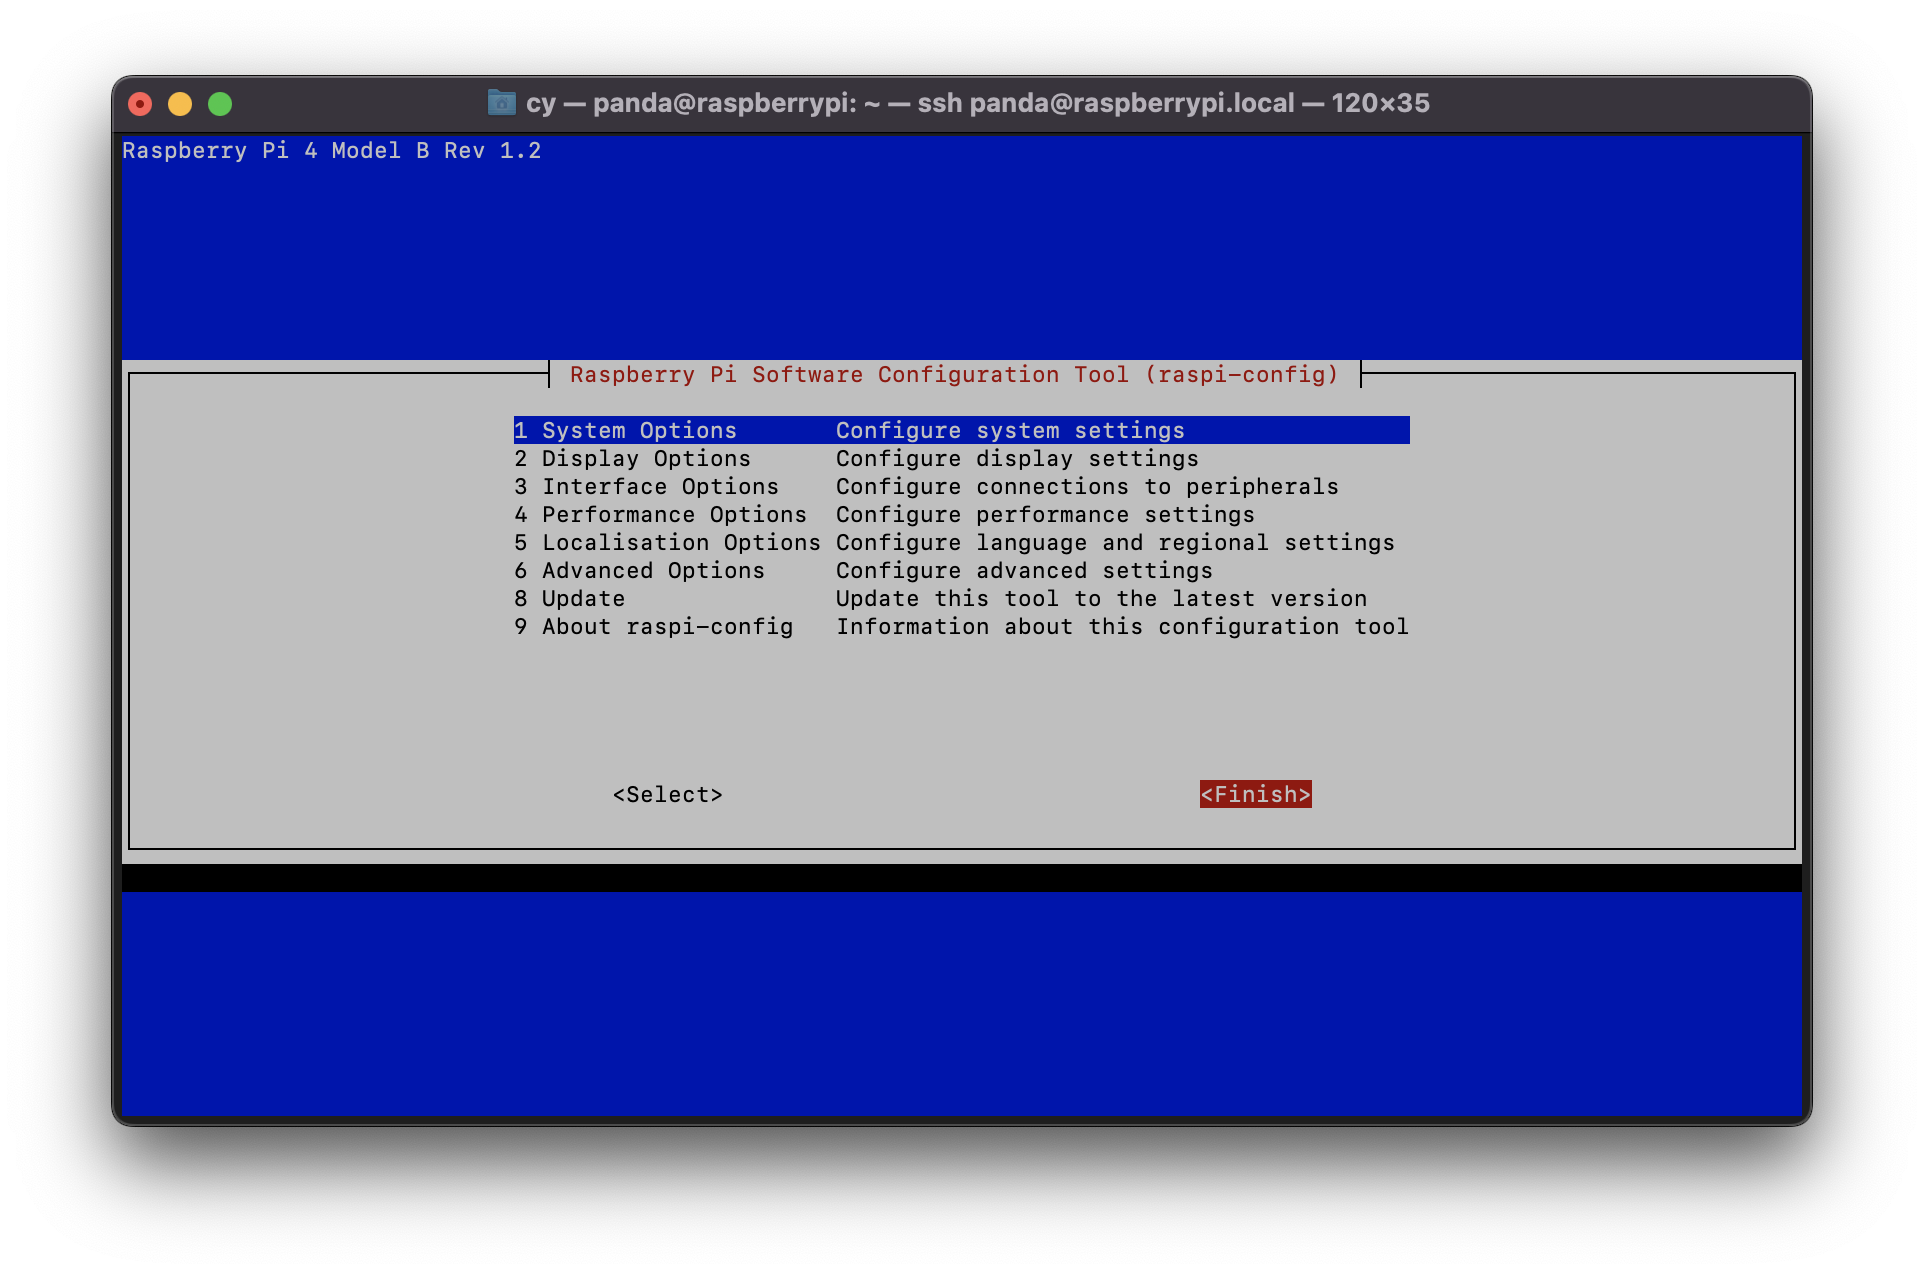 cy — panda@raspberrypi: ~ — ssh panda@raspberrypi.local — 120×35
Raspberry Pi 4 Model B Rev 1.2
Raspberry Pi Software Configuration Tool (raspi-config)
1 System Options Configure system settings
2 Display Options Configure display settings
3 Interface Options Configure connections to peripherals
4 Performance Options Configure performance settings
5 Localisation Options Configure language and regional settings
6 Advanced Options Configure advanced settings
8 Update Update this tool to the latest version
9 About raspi-config Information about this configuration tool
<Select> <Finish>